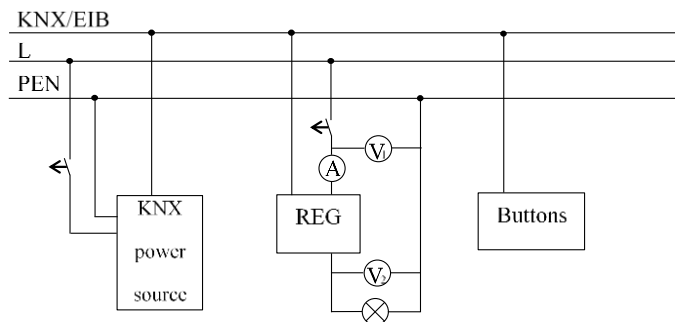 KNX/EIB
L
PEN
V1
A
KNX
REG
Buttons
power
V2
source